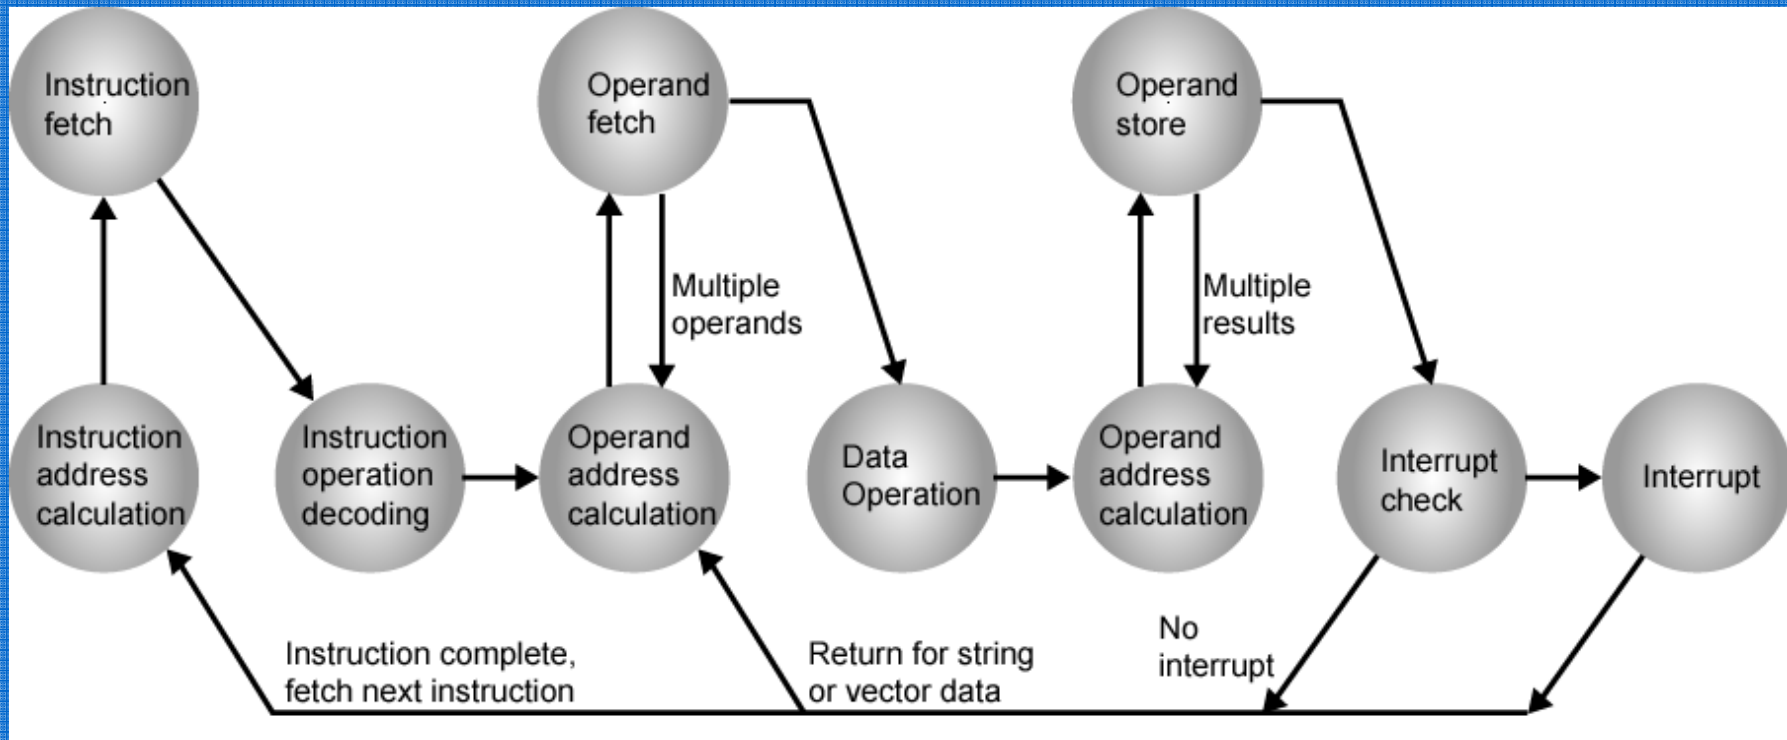 Instruction
fetch
Operand
fetch
Operand
store
Multiple
operands
Multiple
results
Instruction
address
calculation
Instruction
operation
decoding
Operand
address
calculation
Data
Operation
Operand
address
calculation
Interrupt
check
Interrupt
Instruction complete,
fetch next instruction
Return for string
or vector data
No
interrupt